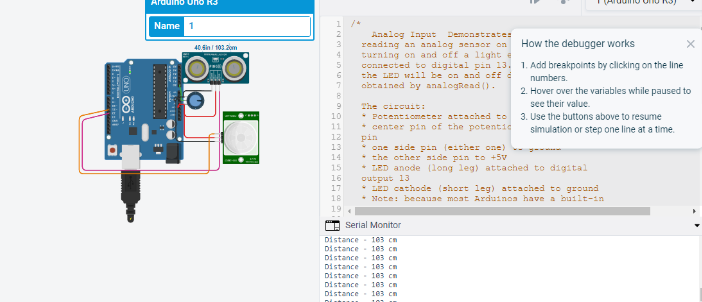 Arduino Uno R3
Name 1
40.6in / 103.2cm
1 (Arduino Uno R3)
1 /*
2 Analog Input Demonstrates
3 reading an analog sensor on
4 turning on and off a light e
5 connected to digital pin 13.
6 the LED will be on and off d
7 obtained by analogRead().
8
9 The circuit:
10 * Potentiometer attached to
11 * center pin of the potentio
12 pin
13 * one side pin (either one) to ground
14 * the other side pin to +5V
15 * LED anode (long leg) attached to digital
16 output 13
17 * LED cathode (short leg) attached to ground
18 * Note: because most Arduinos have a built-in
19
How the debugger works
1. Add breakpoints by clicking on the line
numbers.
2. Hover over the variables while paused to
see their value.
3. Use the buttons above to resume
simulation or step one line at a time.
Serial Monitor
Distance - 103 cm
Distance - 103 cm
Distance - 103 cm
Distance - 103 cm
Distance - 103 cm
Distance - 103 cm
Distance - 103 cm
Distance - 103 cm